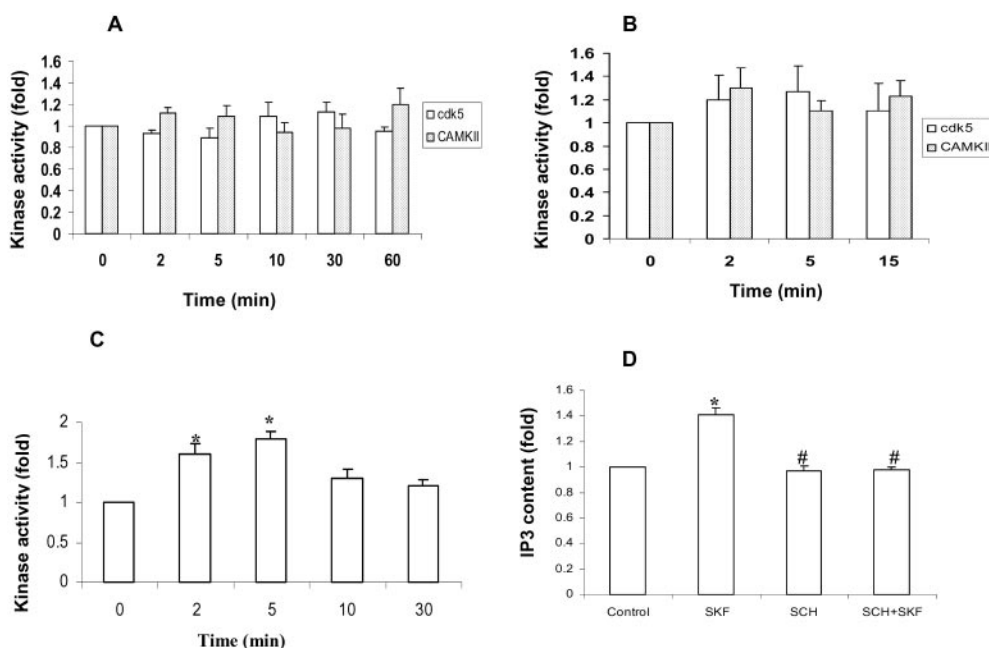 A
Kinase activity (fold)
1.6
1.4
1.2
1
0.8
0.6
0.4
0.2
0
0 2 5 10 30 60
Time (min)
cdk5
CAMKII
B
Kinase activity (fold)
1.6
1.4
1.2
1
0.8
0.6
0.4
0.2
0
0 2 5 15
Time (min)
cdk5
CAMKII
C
Kinase activity (fold)
2
1.5
1
0.5
0
* *
0 2 5 10 30
Time (min)
D
IP3 content (fold)
1.6
1.4
1.2
1
0.8
0.6
0.4
0.2
0
* # #
Control SKF SCH SCH+SKF